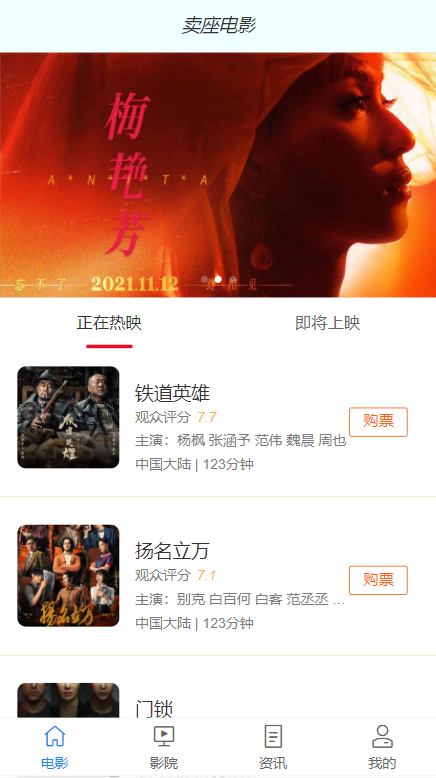 卖座电影
梅艳芳
A*N*I*T*A
忘不了 2021.11.12 终相见
正在热映 即将上映
铁道英雄
观众评分 7.7
购票
主演：杨枫 张涵予 范伟 魏晨 周也
中国大陆 | 123分钟
扬名立万
观众评分 7.1
购票
主演：别克 白百何 白客 范丞丞 ...
中国大陆 | 123分钟
扬名立万
门锁
电影 影院 资讯 我的